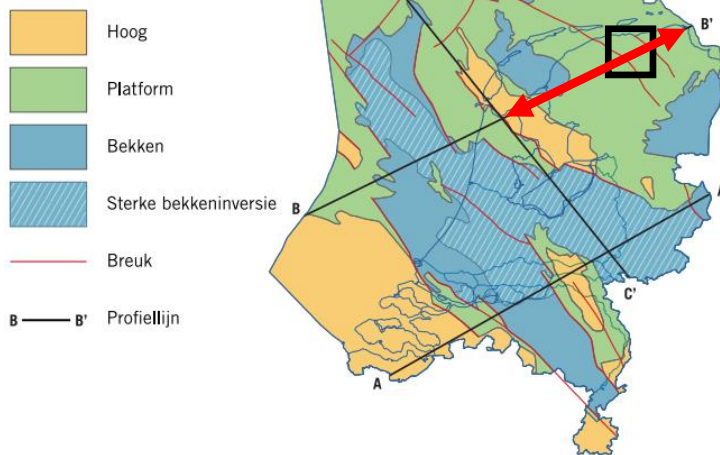 Hoog
Platform
Bekken
Sterke bekkeninversie
Breuk
B B' Profiellijn
B'
B
A
C'
A